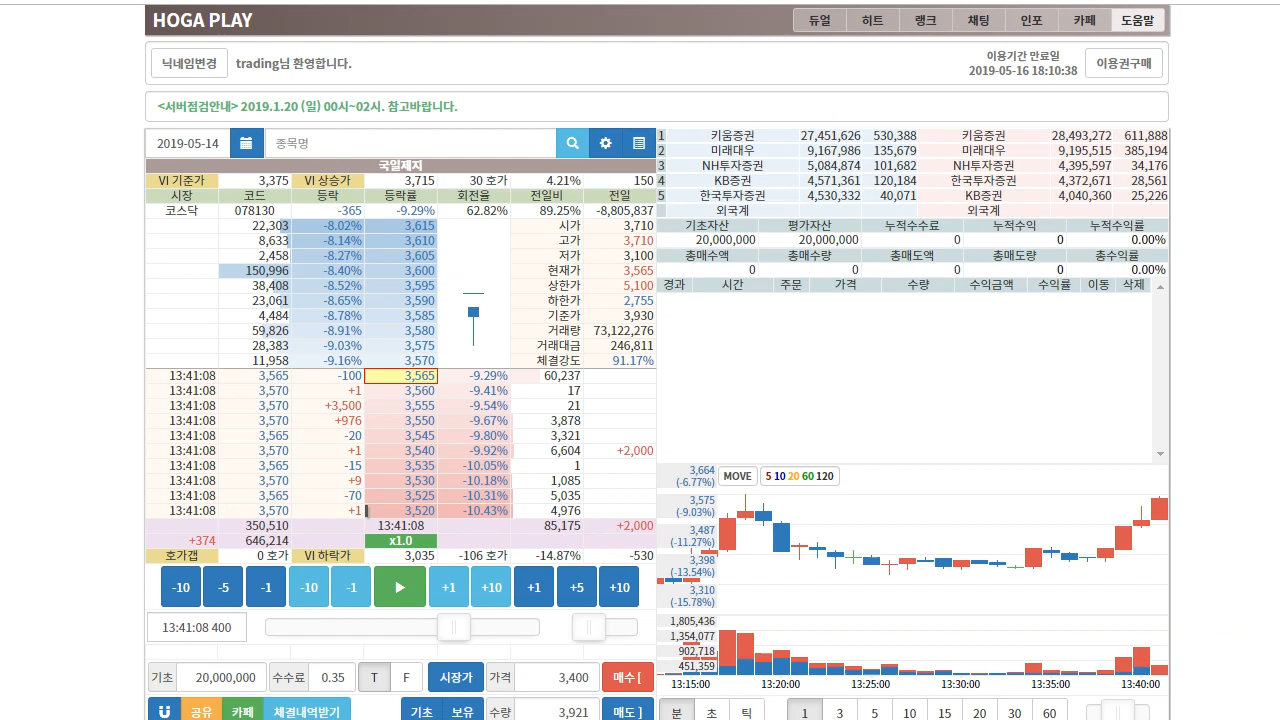 HOGA PLAY 듀얼 히트 랭크 채팅 인포 카페 도움말
닉네임변경 trading님 환영합니다. 이용기간 만료일 2019-05-16 18:10:38 이용권구매
<서버점검안내> 2019.1.20 (일) 00시~02시. 참고바랍니다.
2019-05-14 종목명
국일제지
VI 기준가 3,375 VI 상승가 3,715 30 호가 4.21% 150
시장 코드 등락 등락률 회전율 전일비 전일
코스닥 078130 -365 -9.29% 62.82% 89.25% -8,805,837
22,303 -8.02% 3,615 시가 3,710
8,633 -8.14% 3,610 고가 3,710
2,458 -8.27% 3,605 저가 3,100
150,996 -8.40% 3,600 현재가 3,565
38,408 -8.52% 3,595 상한가 5,100
23,061 -8.65% 3,590 하한가 2,755
4,484 -8.78% 3,585 기준가 3,930
59,826 -8.91% 3,580 거래량 73,122,276
28,383 -9.03% 3,575 거래대금 246,811
11,958 -9.16% 3,570 체결강도 91.17%
13:41:08 3,565 -100 3,565 -9.29% 60,237
13:41:08 3,570 +1 3,560 -9.41% 17
13:41:08 3,570 +3,500 3,555 -9.54% 21
13:41:08 3,570 +976 3,550 -9.67% 3,878
13:41:08 3,565 -20 3,545 -9.80% 3,321
13:41:08 3,570 +1 3,540 -9.92% 6,604 +2,000
13:41:08 3,565 -15 3,535 -10.05% 1
13:41:08 3,570 +9 3,530 -10.18% 1,085
13:41:08 3,565 -70 3,525 -10.31% 5,035
13:41:08 3,570 +1 3,520 -10.43% 4,976
350,510 13:41:08 85,175 +2,000
+374 646,214 x1.0
호가갭 0 호가 VI 하락가 3,035 -106 호가 -14.87% -530
-10 -5 -1 -10 -1 +1 +10 +1 +5 +10
13:41:08 400
기초 20,000,000 수수료 0.35 T F 시장가 가격 3,400 매수 [
공유 카페 체결내역받기 기초 보유 수량 3,921 매도 ]
1 키움증권 27,451,626 530,388 키움증권 28,493,272 611,888
2 미래대우 9,167,986 135,679 미래대우 9,195,515 385,194
3 NH투자증권 5,084,874 101,682 NH투자증권 4,395,597 34,176
4 KB증권 4,571,361 120,184 한국투자증권 4,372,671 28,561
5 한국투자증권 4,530,332 40,071 KB증권 4,040,360 25,226
외국계 외국계
기초자산 평가자산 누적수수료 누적수익 누적수익률
20,000,000 20,000,000 0 0 0.00%
총매수액 총매수량 총매도액 총매도량 총수익률
0 0 0 0 0.00%
경과 시간 주문 가격 수량 수익금액 수익률 이동 삭제
3,664 (-6.77%) MOVE 5 10 20 60 120
3,575 (-9.03%)
3,487 (-11.27%)
3,398 (-13.54%)
3,310 (-15.78%)
1,805,436
1,354,077
902,718
451,359
13:15:00 13:20:00 13:25:00 13:30:00 13:35:00 13:40:00
분 초 틱 1 3 5 10 15 20 30 60